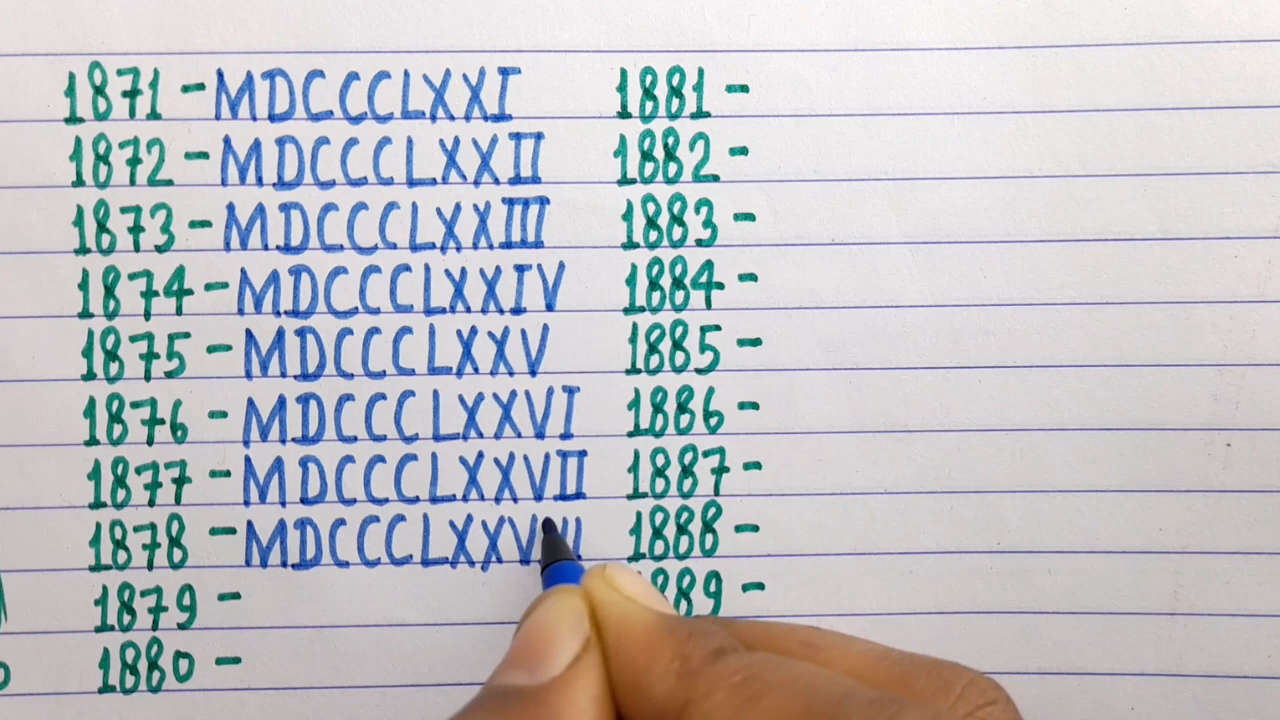 1871 - MDCCCLXXI 1881 -
1872 - MDCCCLXXII 1882 -
1873 - MDCCCLXXIII 1883 -
1874 - MDCCCLXXIV 1884 -
1875 - MDCCCLXXV 1885 -
1876 - MDCCCLXXVI 1886 -
1877 - MDCCCLXXVII 1887 -
1878 - 1888 -
1879 -
1880 -